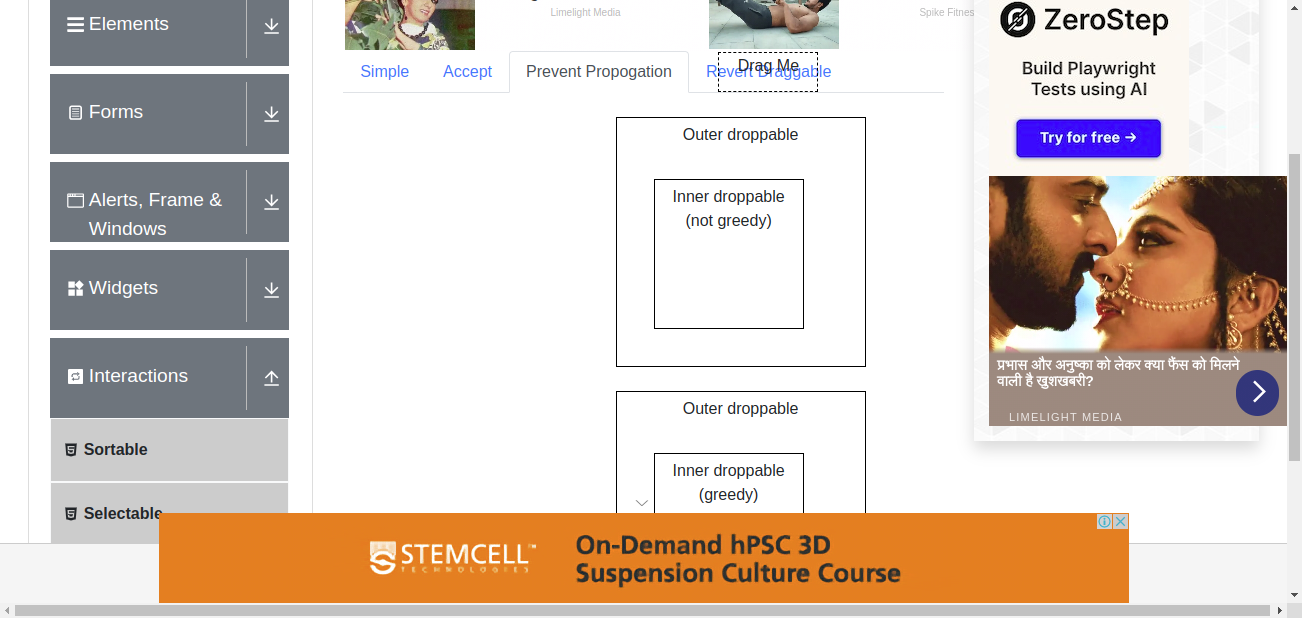 Elements
Forms
Alerts, Frame &
Windows
Widgets
Interactions
Sortable
Selectable
Limelight Media
Spike Fitness
Simple
Accept
Prevent Propogation
Revert Draggable
Drag Me
Outer droppable
Inner droppable
(not greedy)
Outer droppable
Inner droppable
(greedy)
ZeroStep
Build Playwright
Tests using AI
Try for free →
प्रभास और अनुष्का को लेकर क्या फैंस को मिलने
वाली है खुशखबरी?
LIMELIGHT MEDIA
STEMCELL™
TECHNOLOGIES
On-Demand hPSC 3D
Suspension Culture Course